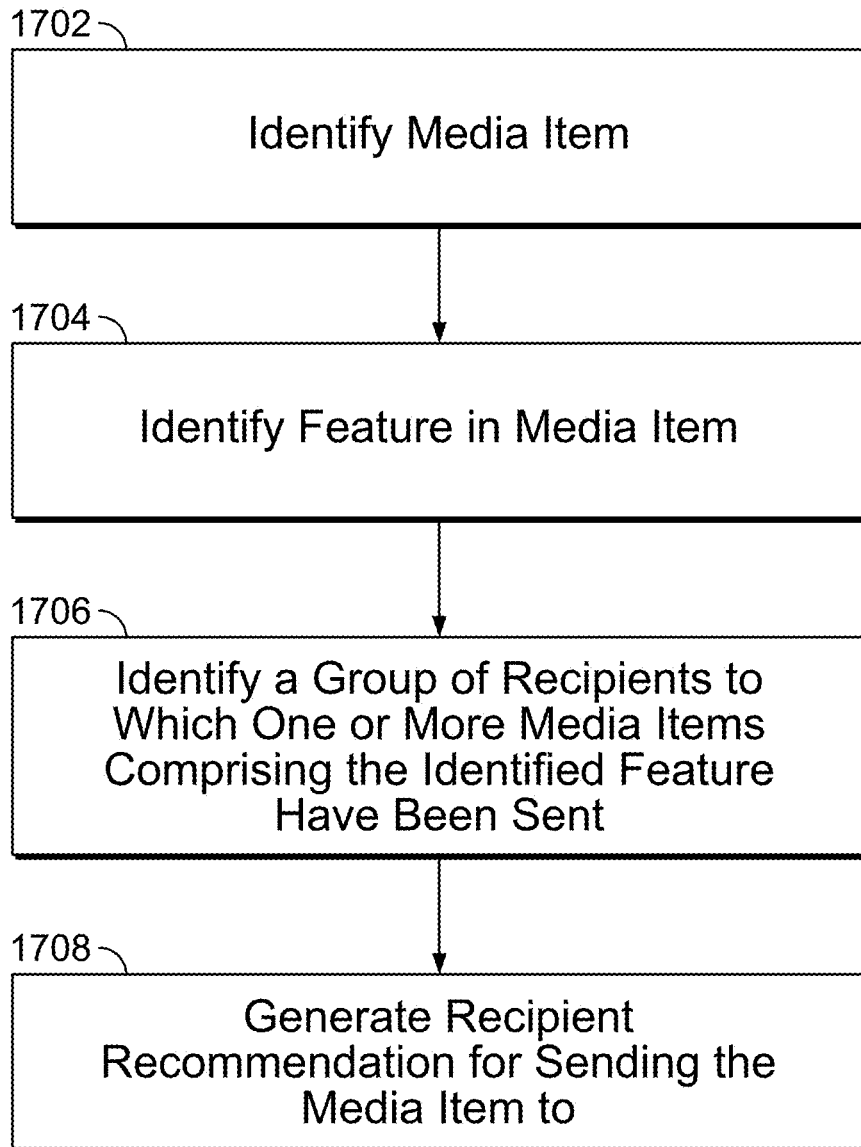 1702
Identify Media Item
1704
Identify Feature in Media Item
1706
Identify a Group of Recipients to
Which One or More Media Items
Comprising the Identified Feature
Have Been Sent
1708
Generate Recipient
Recommendation for Sending the
Media Item to